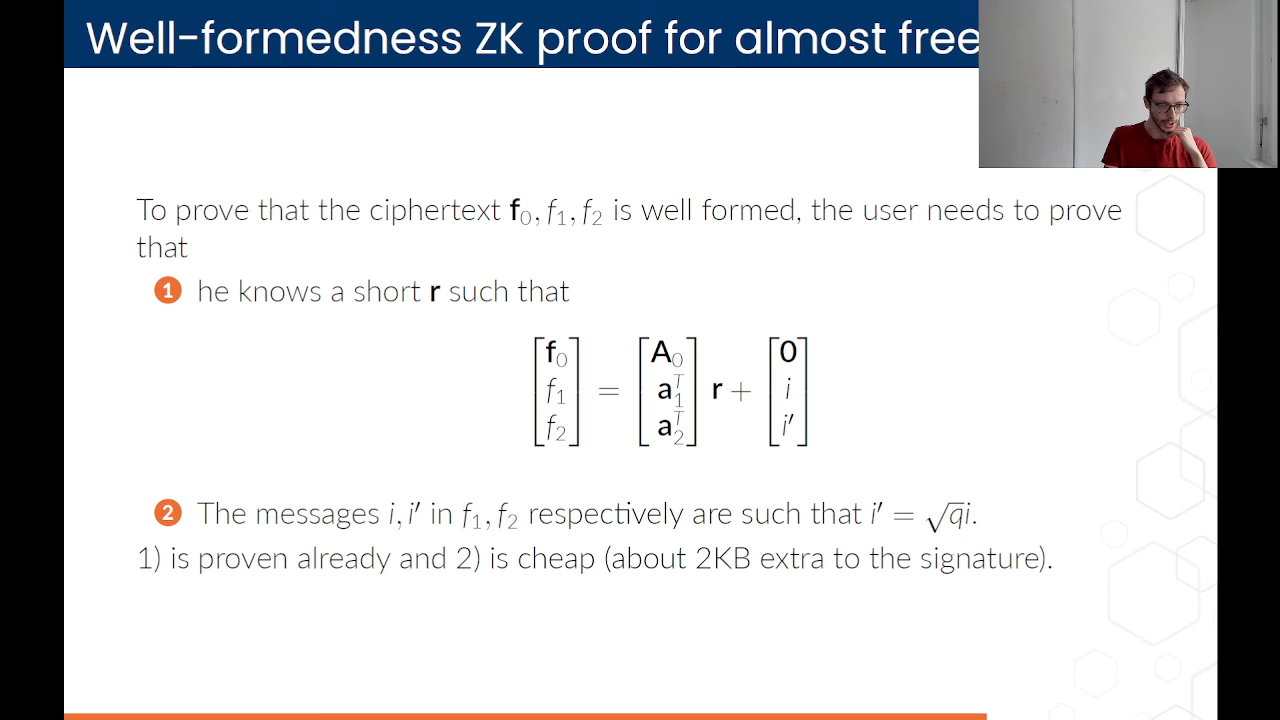 Well-formedness ZK proof for almost free
To prove that the ciphertext f₀, f₁, f₂ is well formed, the user needs to prove
that
1 he knows a short r such that
[f₀; f₁; f₂] = [A₀; a₁ᵀ; a₂ᵀ] r + [0; i; i′]
2 The messages i, i′ in f₁, f₂ respectively are such that i′ = √qi.
1) is proven already and 2) is cheap (about 2KB extra to the signature).